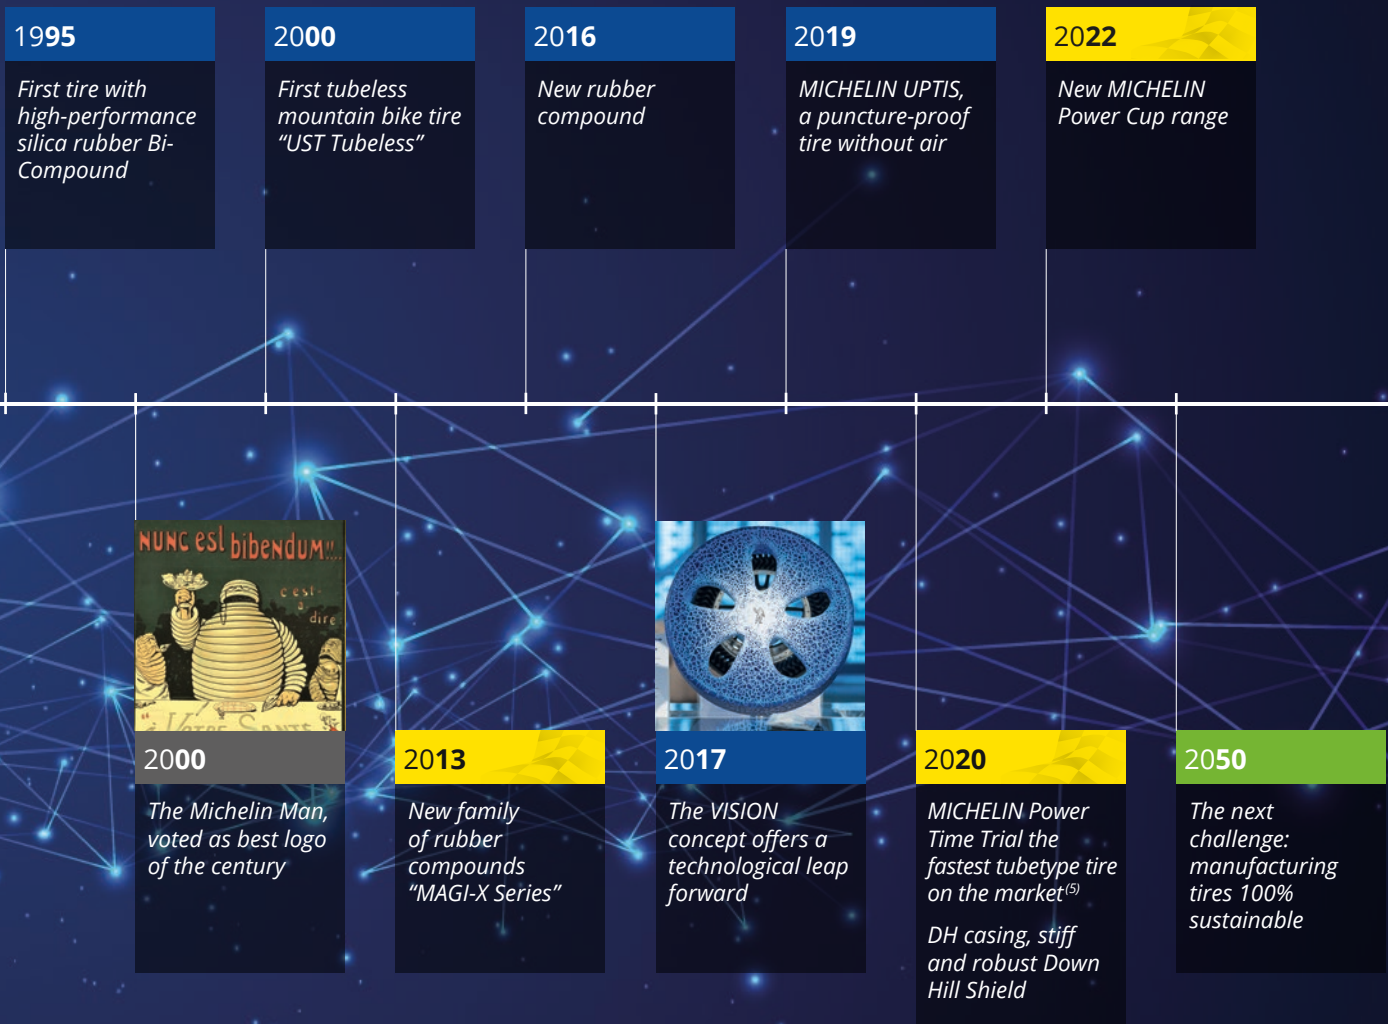 1995
First tire with
high-performance
silica rubber Bi-
Compound
2000
First tubeless
mountain bike tire
“UST Tubeless”
2016
New rubber
compound
2019
MICHELIN UPTIS,
a puncture-proof
tire without air
2022
New MICHELIN
Power Cup range
NUNC est bibendum!!..
c'est-
à
dire
à Votre Santé
2000
The Michelin Man,
voted as best logo
of the century
2013
New family
of rubber
compounds
“MAGI-X Series”
2017
The VISION
concept offers a
technological leap
forward
2020
MICHELIN Power
Time Trial the
fastest tubetype tire
on the market(5)
DH casing, stiff
and robust Down
Hill Shield
2050
The next
challenge:
manufacturing
tires 100%
sustainable